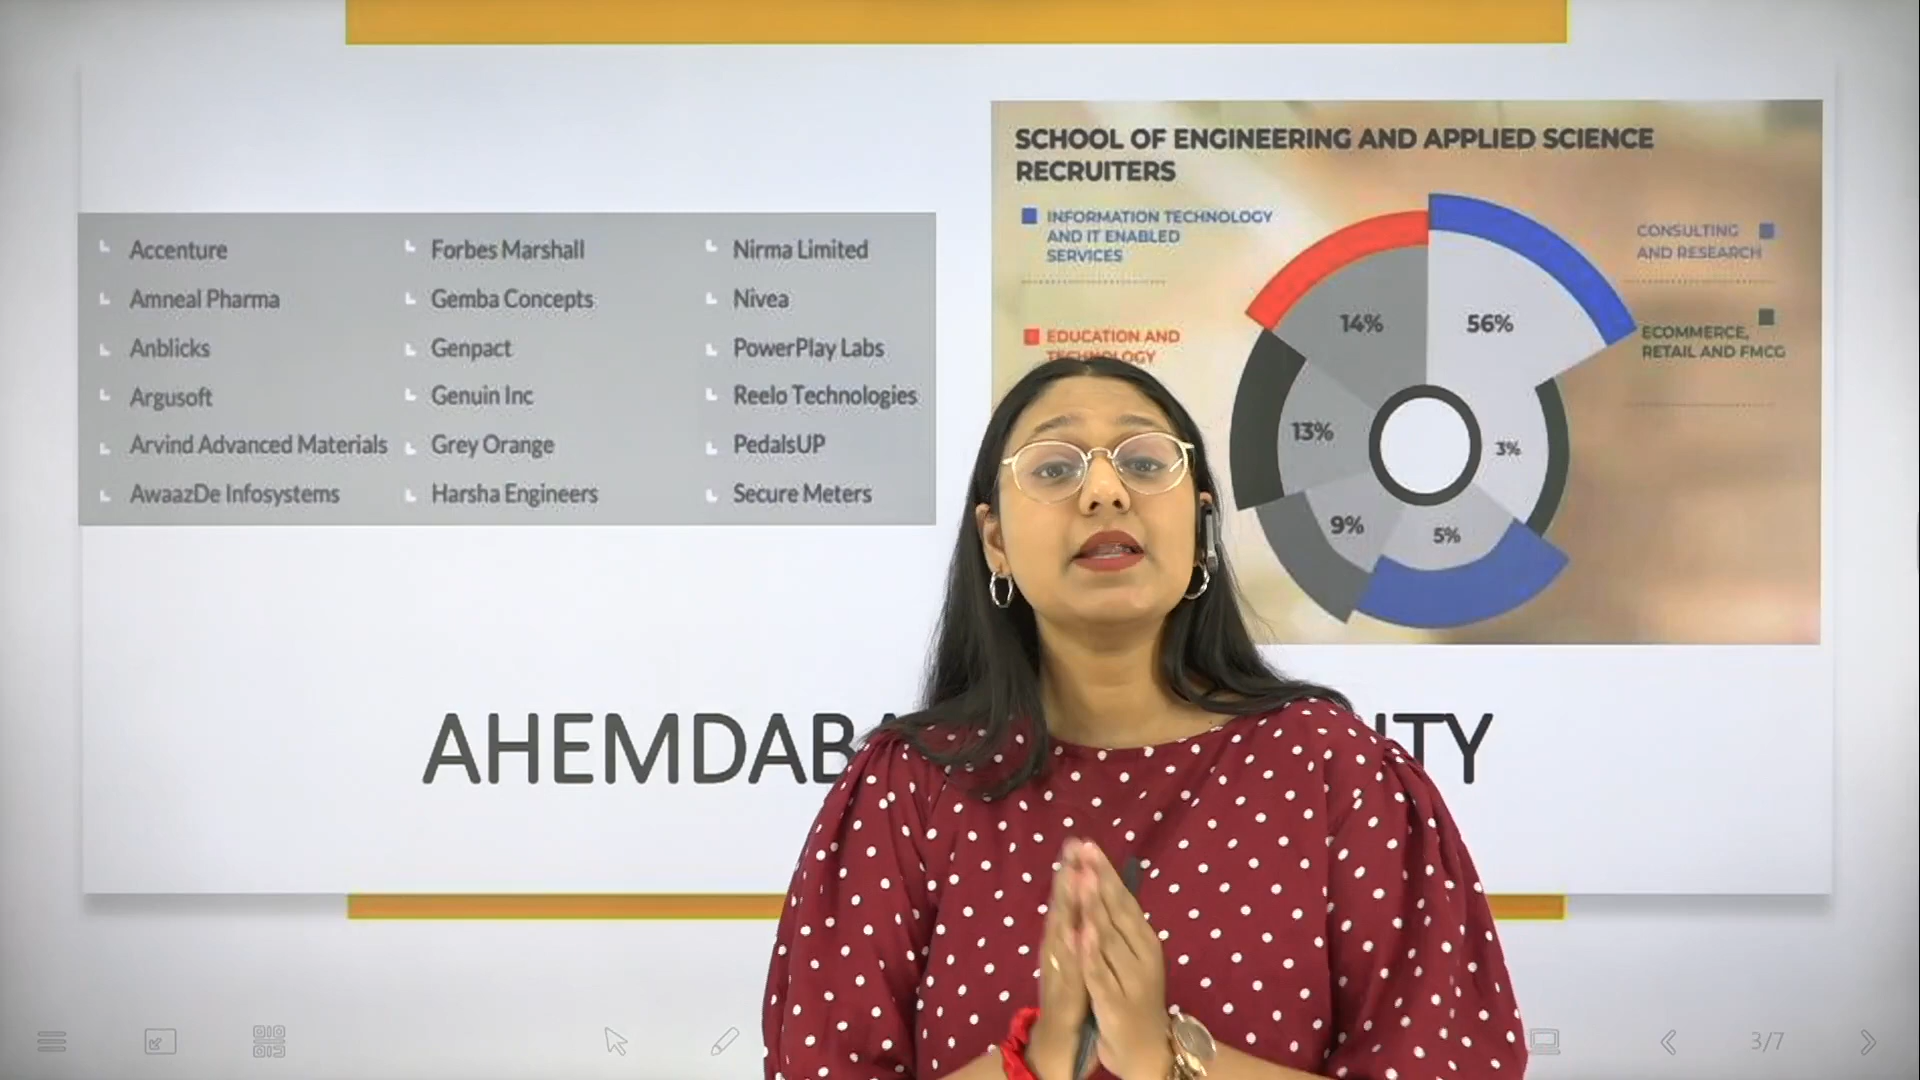 Accenture
Amneal Pharma
Anblicks
Argusoft
Arvind Advanced Materials
AwaazDe Infosystems
Forbes Marshall
Gemba Concepts
Genpact
Genuin Inc
Grey Orange
Harsha Engineers
Nirma Limited
Nivea
PowerPlay Labs
Reelo Technologies
PedalsUP
Secure Meters
SCHOOL OF ENGINEERING AND APPLIED SCIENCE
RECRUITERS
INFORMATION TECHNOLOGY
AND IT ENABLED
SERVICES
EDUCATION AND
TECHNOLOGY
14%
56%
13%
3%
9%
5%
CONSULTING
AND RESEARCH
ECOMMERCE,
RETAIL AND FMCG
3/7